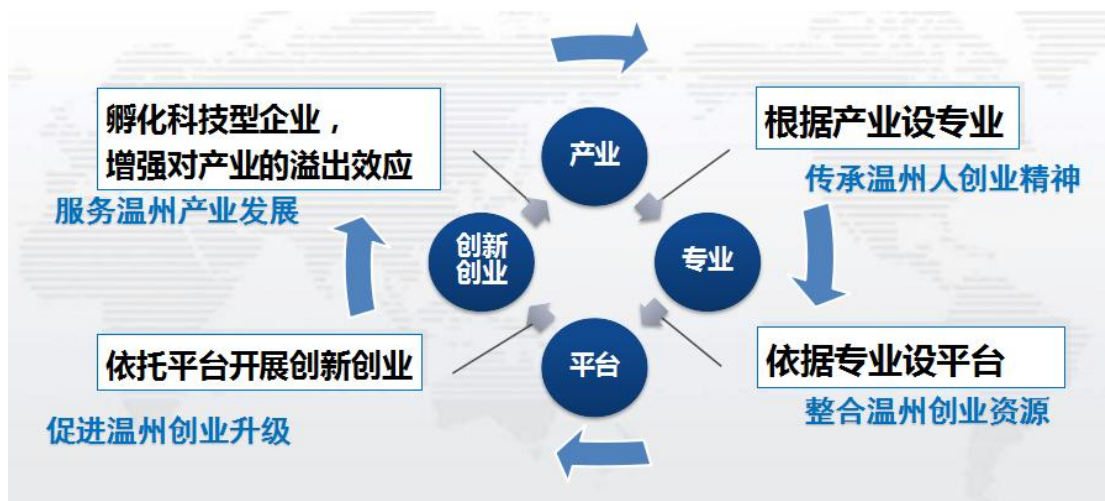 孵化科技型企业，
增强对产业的溢出效应
服务温州产业发展
产业
根据产业设专业
传承温州人创业精神
创新
创业
专业
依托平台开展创新创业
促进温州创业升级
平台
依据专业设平台
整合温州创业资源